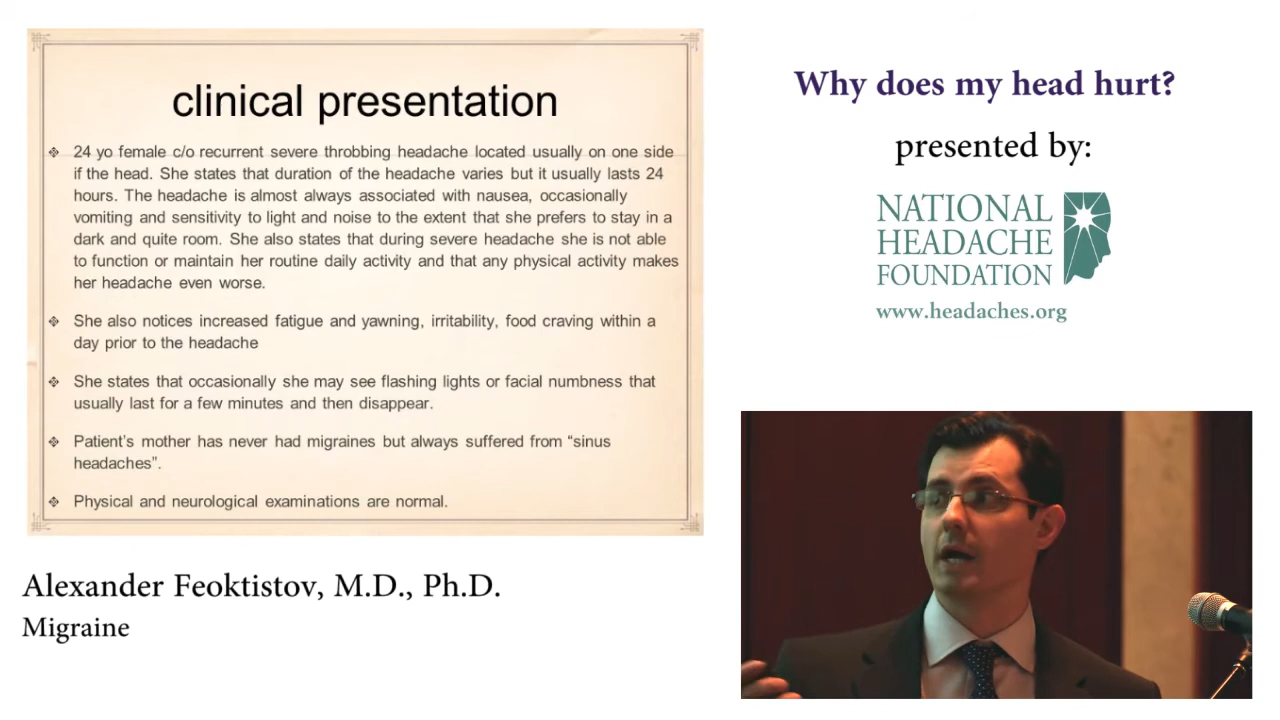 clinical presentation
24 yo female c/o recurrent severe throbbing headache located usually on one side
if the head. She states that duration of the headache varies but it usually lasts 24
hours. The headache is almost always associated with nausea, occasionally
vomiting and sensitivity to light and noise to the extent that she prefers to stay in a
dark and quite room. She also states that during severe headache she is not able
to function or maintain her routine daily activity and that any physical activity makes
her headache even worse.
She also notices increased fatigue and yawning, irritability, food craving within a
day prior to the headache
She states that occasionally she may see flashing lights or facial numbness that
usually last for a few minutes and then disappear.
Patient's mother has never had migraines but always suffered from “sinus
headaches”.
Physical and neurological examinations are normal.
Alexander Feoktistov, M.D., Ph.D.
Migraine
Why does my head hurt?
presented by:
NATIONAL
HEADACHE
FOUNDATION
www.headaches.org